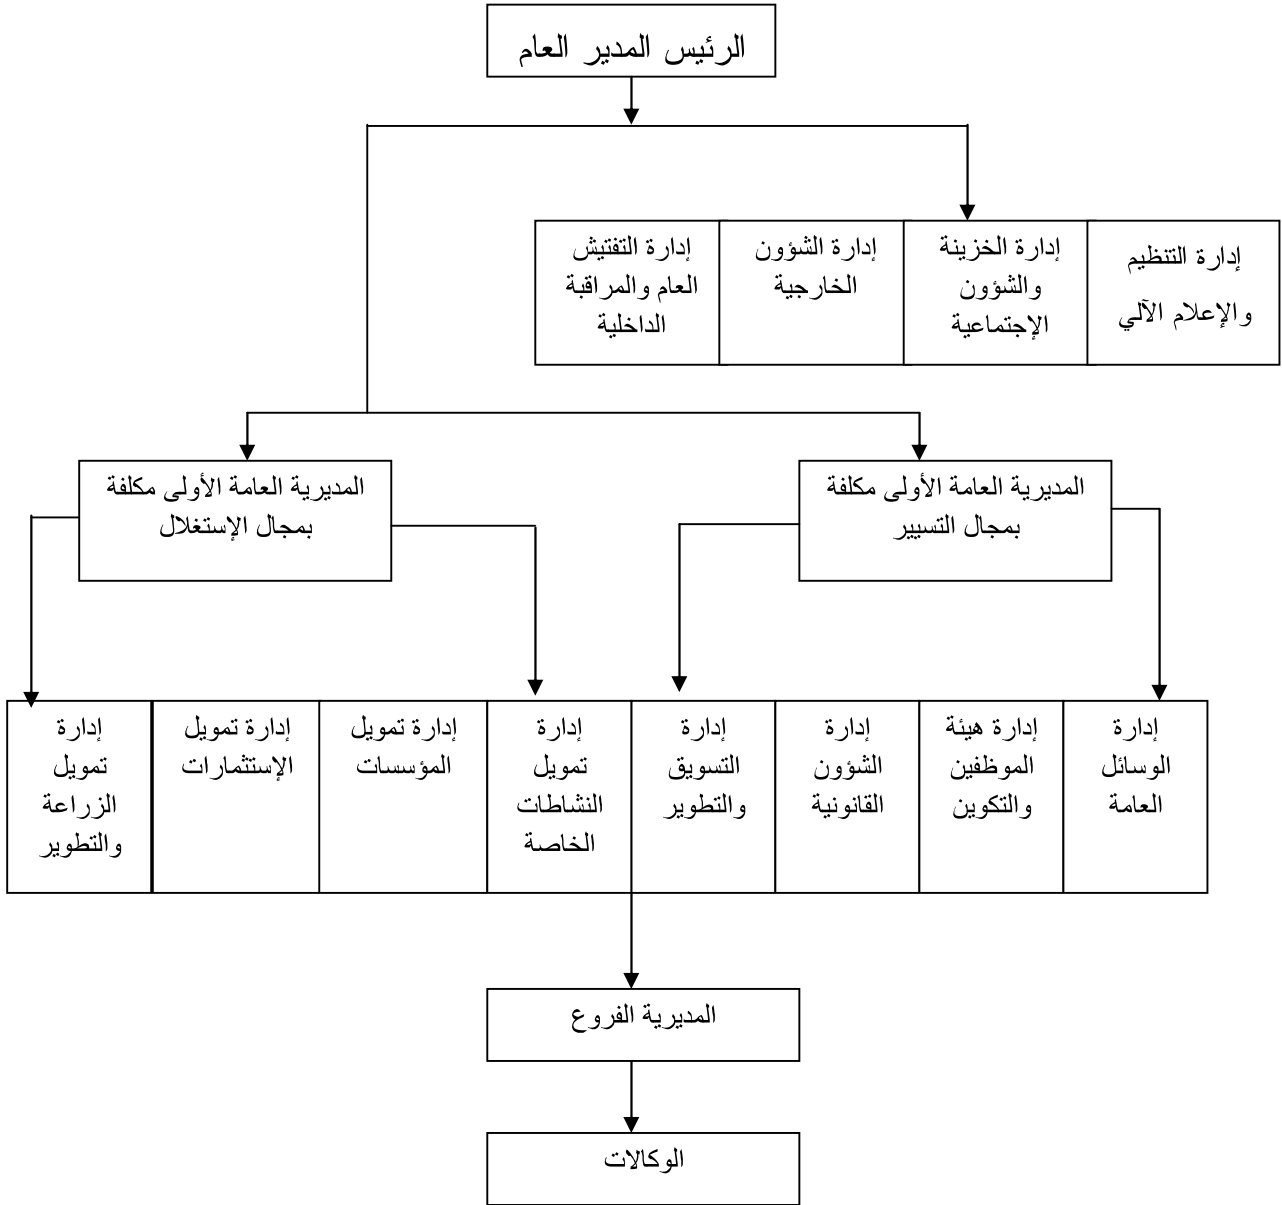 الرئيس المدير العام
إدارة التنظيم
والإعلام الآلي
إدارة الخزينة
والشؤون
الإجتماعية
إدارة الشؤون
الخارجية
إدارة التفتيش
العام والمراقبة
الداخلية
المديرية العامة الأولى مكلفة
بمجال التسيير
المديرية العامة الأولى مكلفة
بمجال الإستغلال
إدارة
الوسائل
العامة
إدارة هيئة
الموظفين
والتكوين
إدارة
الشؤون
القانونية
إدارة
التسويق
والتطوير
إدارة
تمويل
النشاطات
الخاصة
إدارة تمويل
المؤسسات
إدارة تمويل
الإستثمارات
إدارة
تمويل
الزراعة
والتطوير
المديرية الفروع
الوكالات